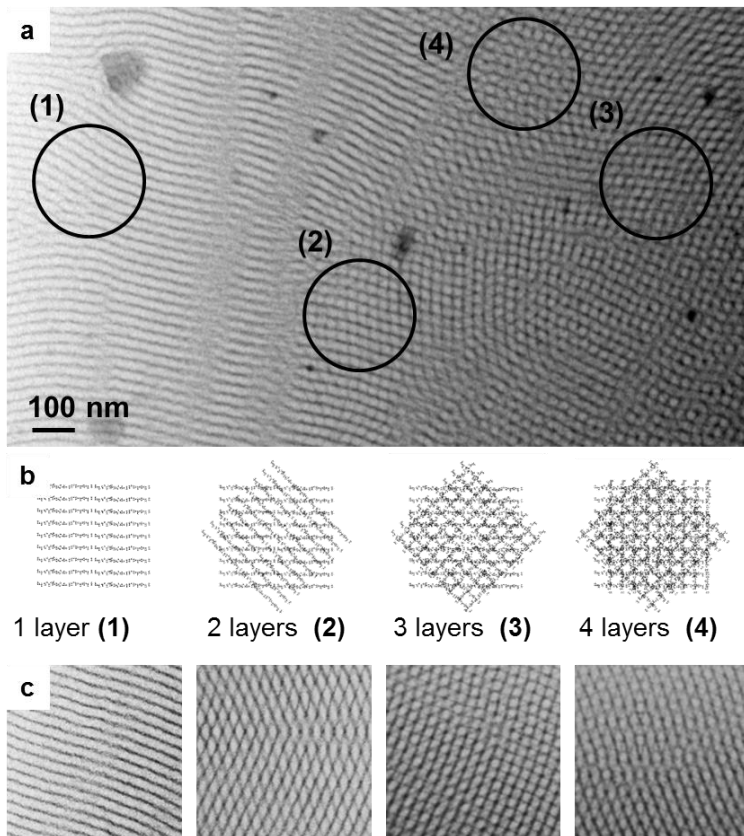 a
(1)
(4)
(3)
(2)
100 nm
b
1 layer (1)
2 layers (2)
3 layers (3)
4 layers (4)
c